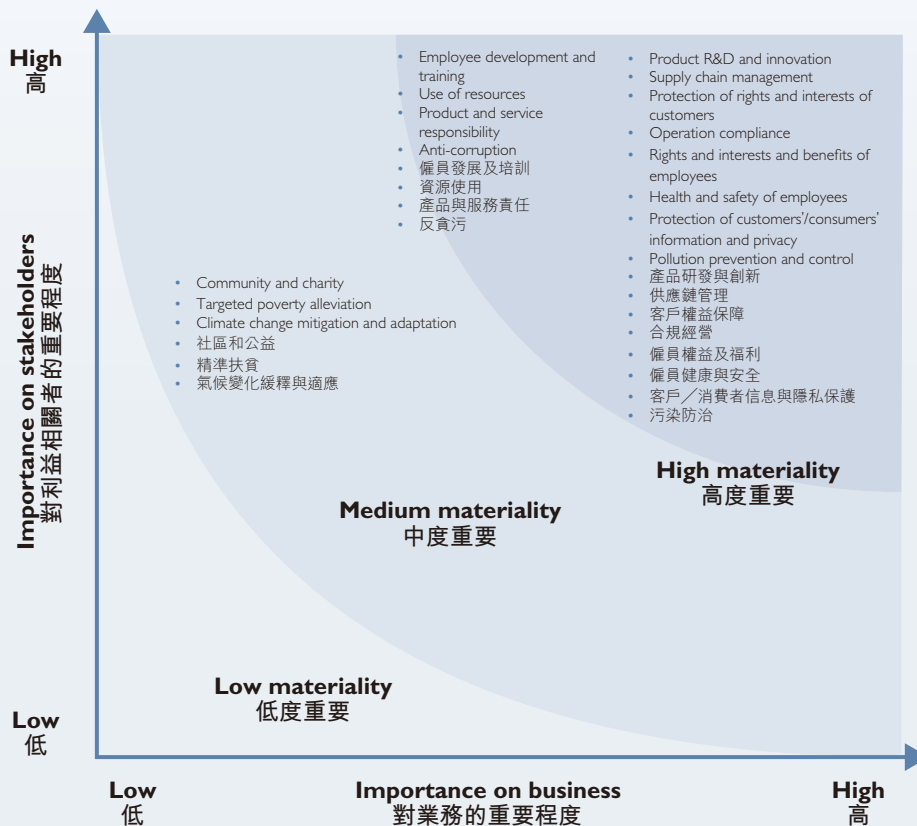 High
高
Importance on stakeholders
對利益相關者的重要程度
Low
低
• Employee development and
training
• Use of resources
• Product and service
responsibility
• Anti-corruption
• 僱員發展及培訓
• 資源使用
• 產品與服務責任
• 反貪污
• Product R&D and innovation
• Supply chain management
• Protection of rights and interests of
customers
• Operation compliance
• Rights and interests and benefits of
employees
• Health and safety of employees
• Protection of customers'/consumers'
information and privacy
• Pollution prevention and control
• 產品研發與創新
• 供應鏈管理
• 客戶權益保障
• 合規經營
• 僱員權益及福利
• 僱員健康與安全
• 客戶／消費者信息與隱私保護
• 污染防治
• Community and charity
• Targeted poverty alleviation
• Climate change mitigation and adaptation
• 社區和公益
• 精準扶貧
• 氣候變化緩釋與適應
High materiality
高度重要
Medium materiality
中度重要
Low materiality
低度重要
Low
低
Importance on business
對業務的重要程度
High
高